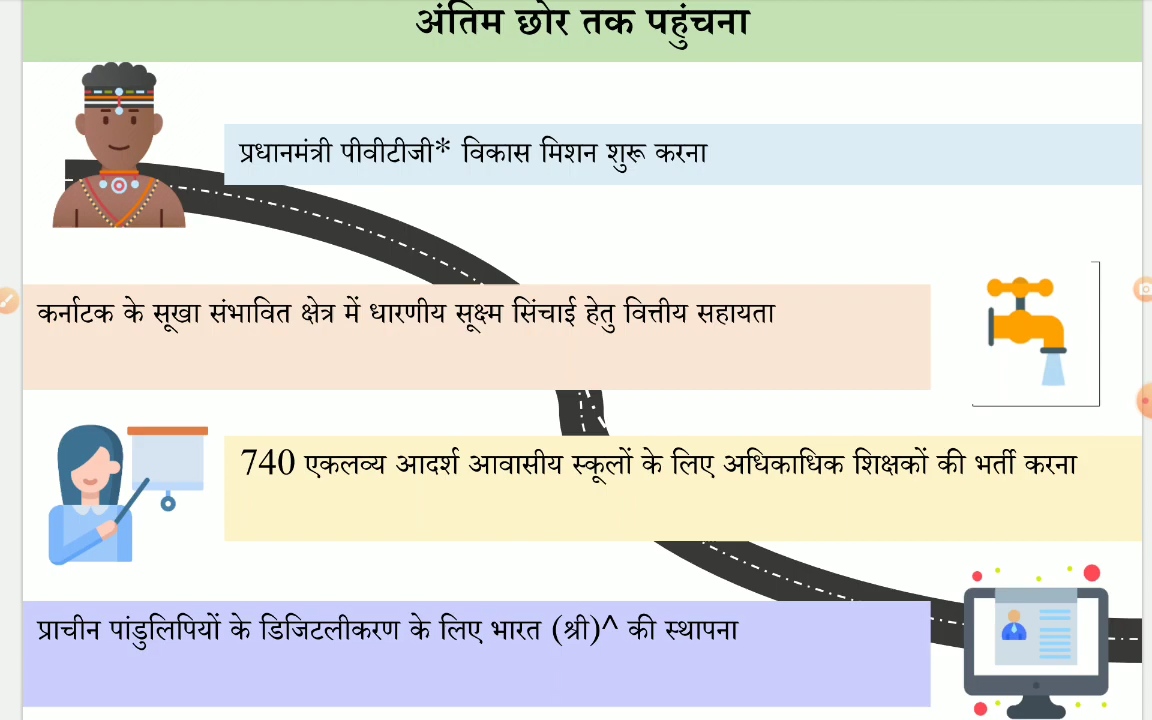 अंतिम छोर तक पहुंचना
प्रधानमंत्री पीवीटीजी* विकास मिशन शुरू करना
कर्नाटक के सूखा संभावित क्षेत्र में धारणीय सूक्ष्म सिंचाई हेतु वित्तीय सहायता
740 एकलव्य आदर्श आवासीय स्कूलों के लिए अधिकाधिक शिक्षकों की भर्ती करना
प्राचीन पांडुलिपियों के डिजिटलीकरण के लिए भारत (श्री)^ की स्थापना